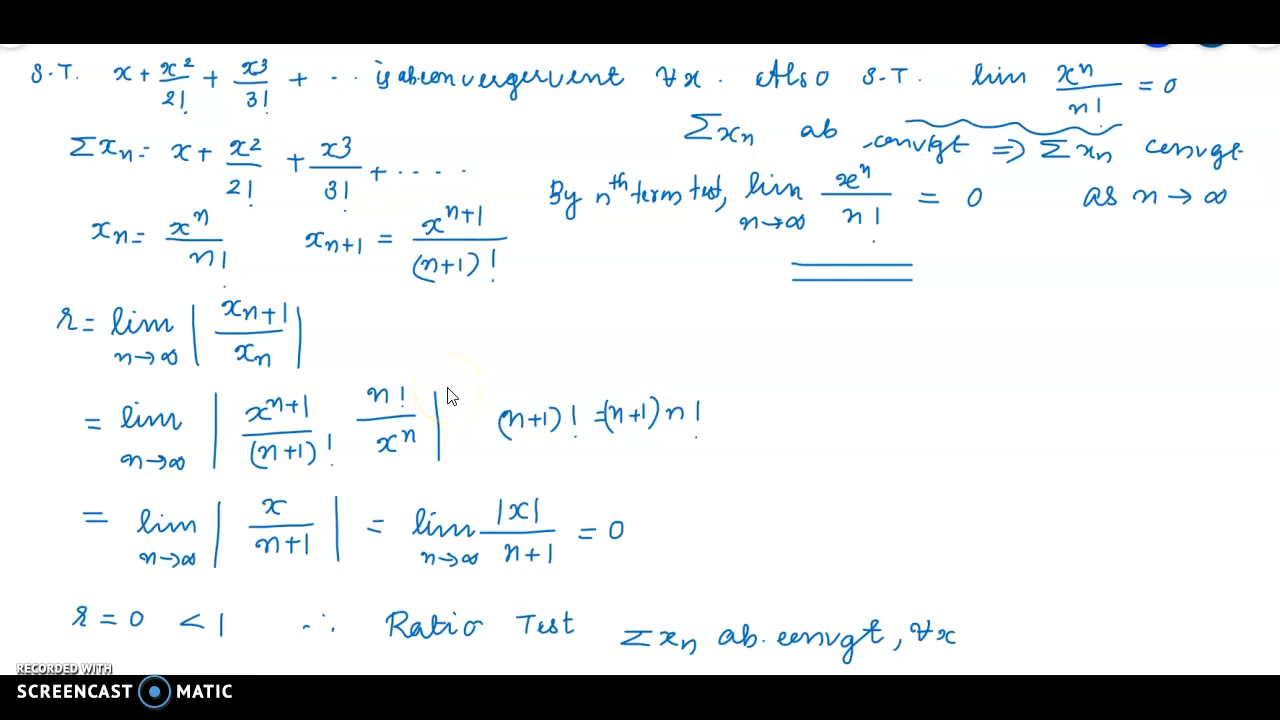 S.T. x + x²/2! + x3/3! + ... is abconvergervent ∀x. Also S.T. lim xⁿ/n! = 0
Σxₙ = x + x²/2! + x3/3! + ....
Σxₙ ab convgt ⇒ Σxₙ convgt.
By nth term test, lim n→∞ xⁿ/n! = 0 as n→∞
xₙ = xⁿ/n! xₙ₊₁ = xⁿ⁺¹/(n+1)!
r = lim n→∞ | xₙ₊₁/xₙ |
= lim n→∞ | xⁿ⁺¹/(n+1)! n!/xⁿ | (n+1)! = (n+1)n!
= lim n→∞ | x/n+1 | = lim n→∞ |x|/n+1 = 0
r = 0 < 1 ∴ Ratio Test Σxₙ ab. convgt, ∀x
RECORDED WITH
SCREENCAST MATIC